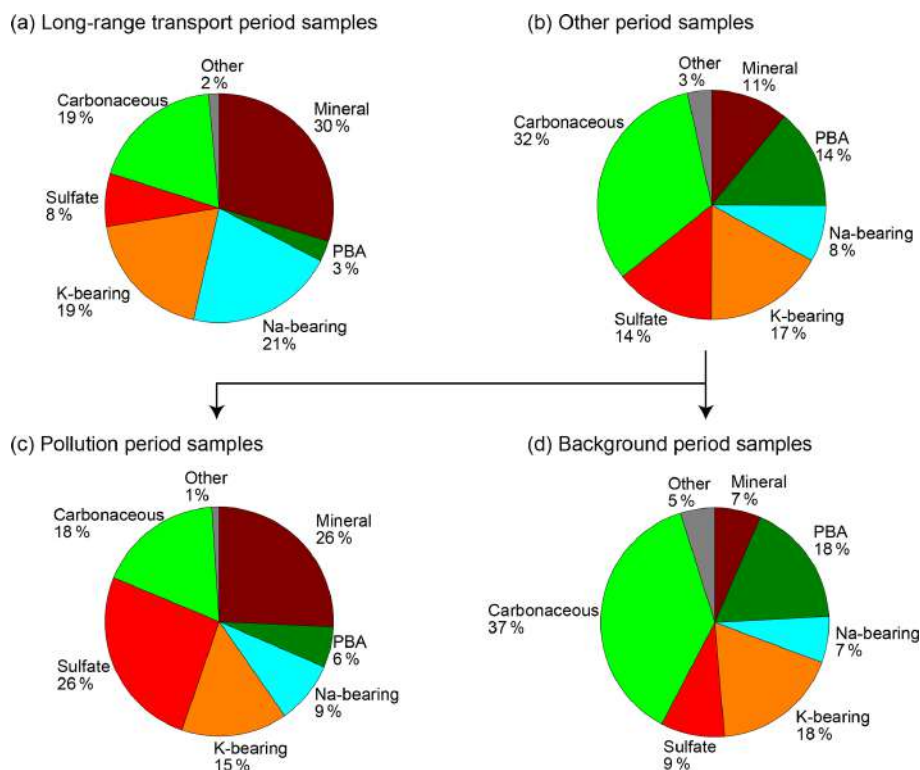 (a) Long-range transport period samples
Other
2 %
Mineral
30 %
Carbonaceous
19 %
Sulfate
8 %
PBA
3 %
K-bearing
19 %
Na-bearing
21 %
(b) Other period samples
Other
3 %
Mineral
11%
Carbonaceous
32 %
PBA
14 %
Na-bearing
8 %
Sulfate
14 %
K-bearing
17 %
(c) Pollution period samples
Other
1 %
Mineral
26 %
Carbonaceous
18 %
Sulfate
26 %
PBA
6 %
Na-bearing
9 %
K-bearing
15 %
(d) Background period samples
Other
5 %
Mineral
7 %
PBA
18 %
Carbonaceous
37 %
Na-bearing
7 %
K-bearing
18 %
Sulfate
9 %